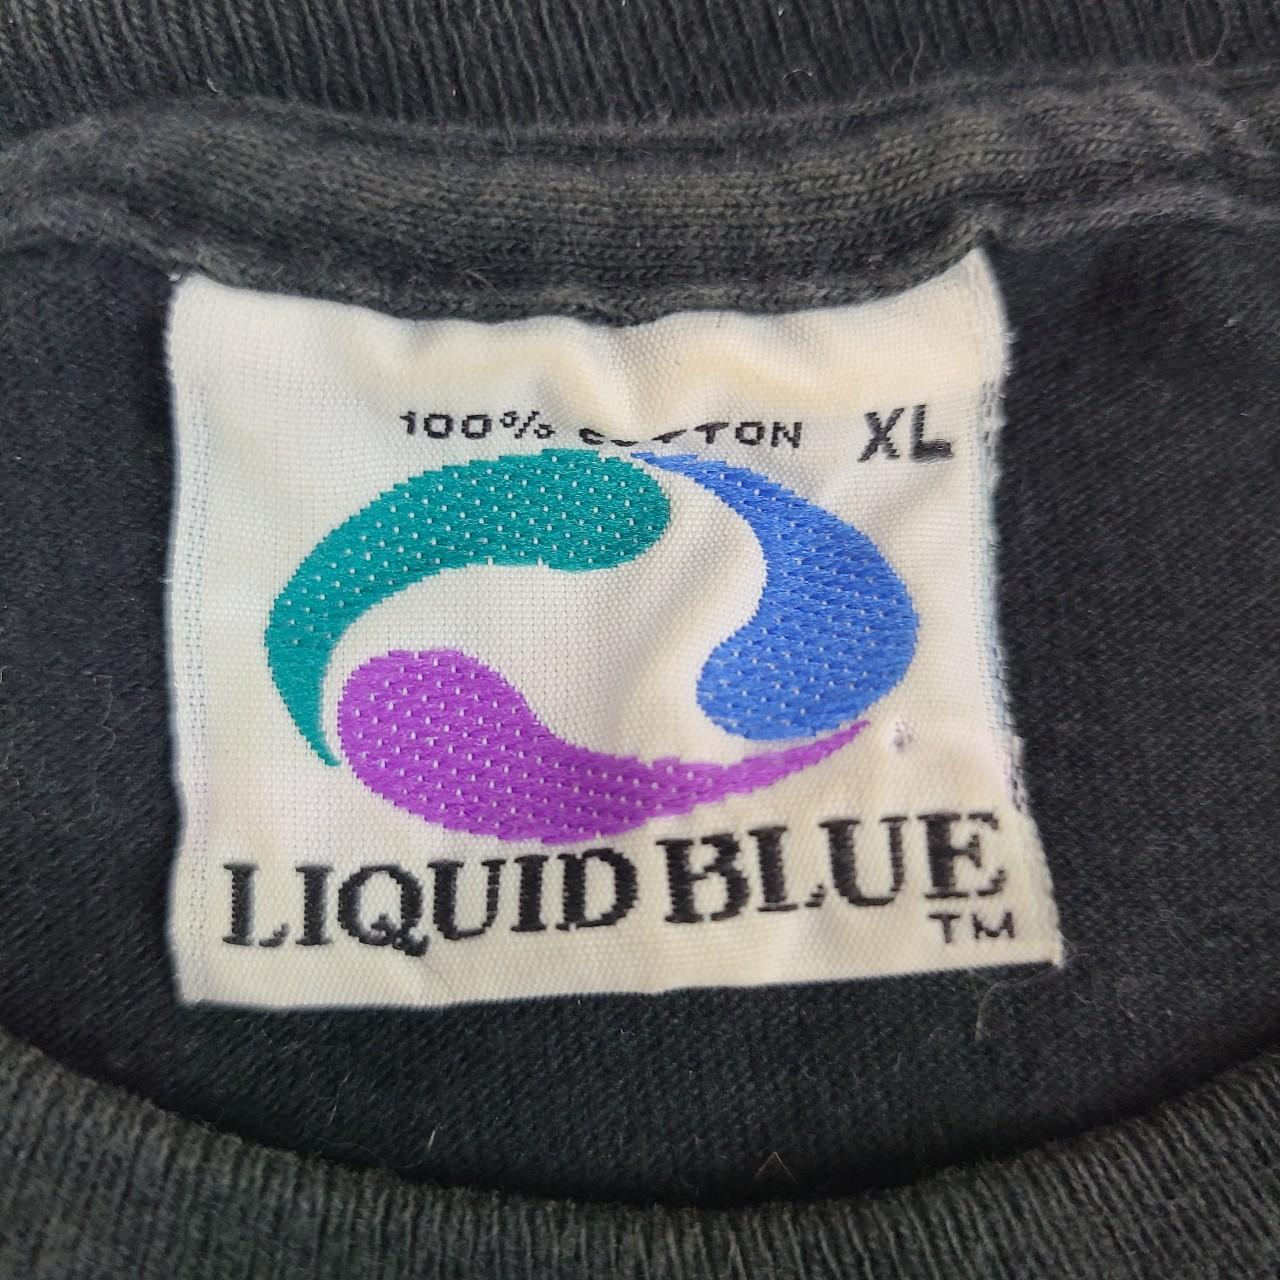 100% COTTON XL
LIQUID BLUE
TM